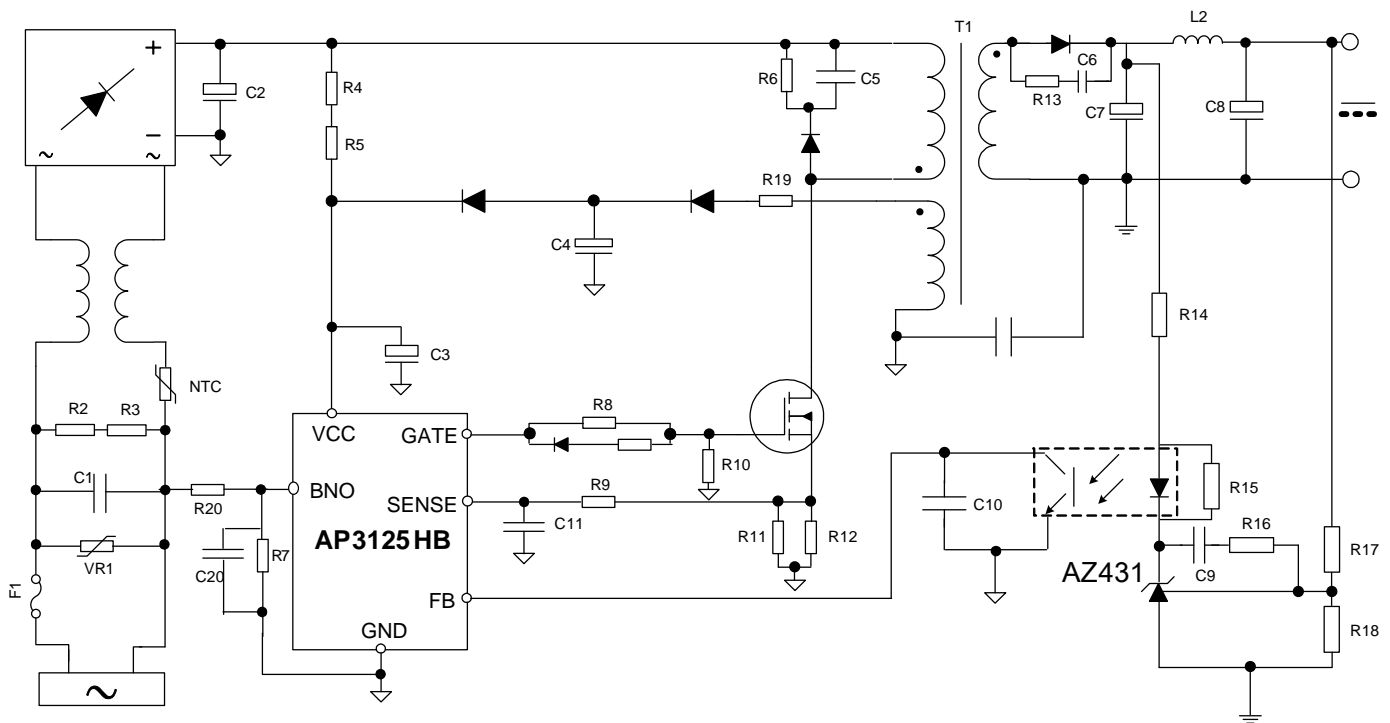 T1
L2
+
C2
R4
R6
C5
C6
R13
C7
C8
−
~
~
R5
R19
C4
R14
C3
NTC
R2
R3
R8
VCC
GATE
R10
C1
R20
BNO
SENSE
R9
C11
R11
R12
C10
R15
R16
C9
R17
AP3125HB
AZ431
VR1
C20
R7
F1
FB
GND
R18
~